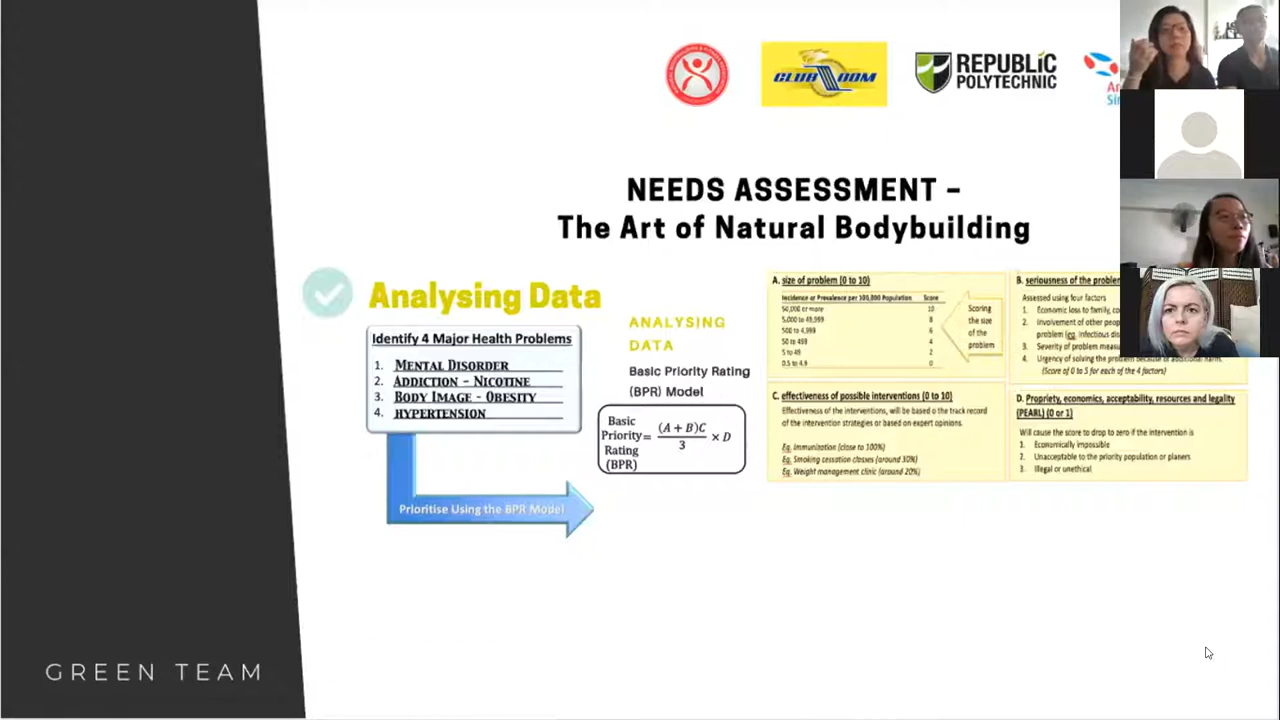 CLUB DOM
REPUBLIC
POLYTECHNIC
NEEDS ASSESSMENT –
The Art of Natural Bodybuilding
Analysing Data
Identify 4 Major Health Problems
1. MENTAL DISORDER
2. ADDICTION – NICOTINE
3. BODY IMAGE - OBESITY
4. HYPERTENSION
Prioritise Using the BPR Model
ANALYSING
DATA
Basic Priority Rating
(BPR) Model
Basic Priority Rating (BPR) = (A + B)C / 3 × D
A. size of problem (0 to 10)
Incidence or Prevalence per 100,000 Population Score
50,000 or more 10
5,000 to 49,999 8
500 to 4,999 6
50 to 499 4
5 to 49 2
0.5 to 4.9 0
Scoring
the size
of the
problem
B. seriousness of the problem
Assessed using four factors
1. Economic loss to family,
2. Involvement of other
problem (eg. Infectious
3. Severity of problem
4. Urgency of solving the problem because of additional harm.
(Score of 0 to 5 for each of the 4 factors)
C. effectiveness of possible interventions (0 to 10)
Effectiveness of the interventions, will be based o the track record
of the intervention strategies or based on expert opinions.
Eg. Immunization (close to 100%)
Eg. Smoking cessation classes (around 30%)
Eg. Weight management clinic (around 20%)
D. Propriety, economics, acceptability, resources and legality
(PEARL) (0 or 1)
Will cause the score to drop to zero if the intervention is
1. Economically impossible
2. Unacceptable to the priority population or planers
3. Illegal or unethical
GREEN TEAM